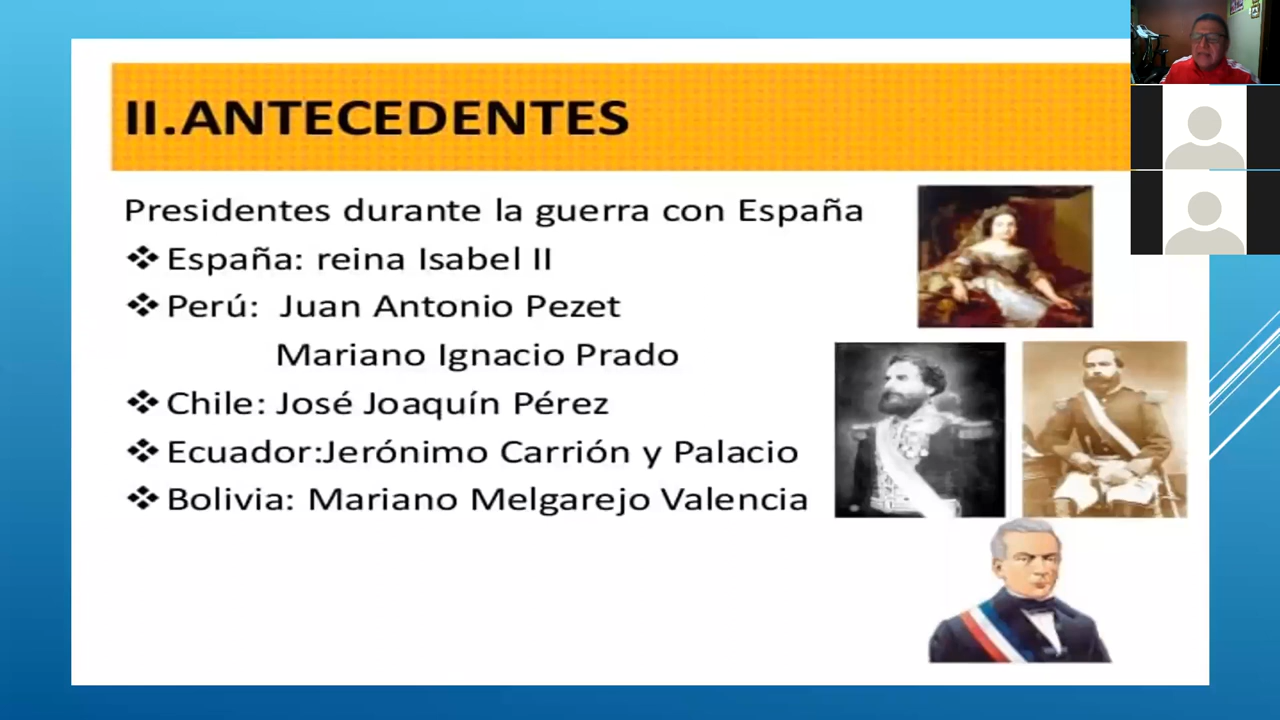 II.ANTECEDENTES
Presidentes durante la guerra con España
❖ España: reina Isabel II
❖ Perú: Juan Antonio Pezet
Mariano Ignacio Prado
❖ Chile: José Joaquín Pérez
❖ Ecuador:Jerónimo Carrión y Palacio
❖ Bolivia: Mariano Melgarejo Valencia